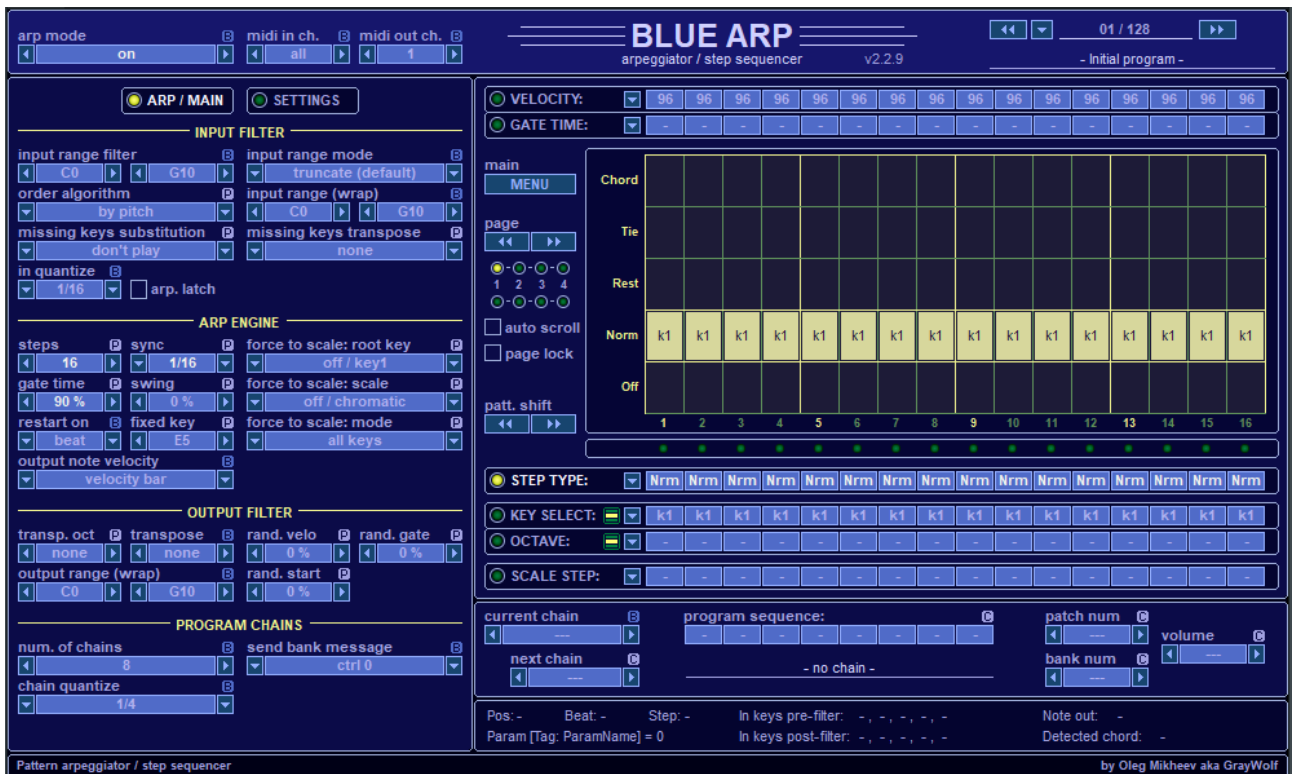 arp mode B midi in ch. B midi out ch. B
on all 1
BLUE ARP
arpeggiator / step sequencer v2.2.9
01 / 128
- Initial program -
ARP / MAIN SETTINGS
INPUT FILTER
input range filter B input range mode B
C0 G10 truncate (default)
order algorithm P input range (wrap) B
by pitch C0 G10
missing keys substitution P missing keys transpose P
don't play none
in quantize B
1/16 arp. latch
ARP ENGINE
steps P sync P force to scale: root key P
16 1/16 off / key1
gate time P swing P force to scale: scale P
90 % 0 % off / chromatic
restart on B fixed key P force to scale: mode P
beat E5 all keys
output note velocity B
velocity bar
OUTPUT FILTER
transp. oct P transpose B rand. velo P rand. gate P
none none 0 % 0 %
output range (wrap) B rand. start P
C0 G10 0 %
PROGRAM CHAINS
num. of chains B send bank message B
8 ctrl 0
chain quantize B
1/4
VELOCITY: 96 96 96 96 96 96 96 96 96 96 96 96 96 96 96 96
GATE TIME: - - - - - - - - - - - - - - - -
main
MENU
page
1 2 3 4
auto scroll
page lock
patt. shift
Chord
Tie
Rest
Norm k1 k1 k1 k1 k1 k1 k1 k1 k1 k1 k1 k1 k1 k1 k1 k1
Off
1 2 3 4 5 6 7 8 9 10 11 12 13 14 15 16
STEP TYPE: Nrm Nrm Nrm Nrm Nrm Nrm Nrm Nrm Nrm Nrm Nrm Nrm Nrm Nrm Nrm Nrm
KEY SELECT: k1 k1 k1 k1 k1 k1 k1 k1 k1 k1 k1 k1 k1 k1 k1 k1
OCTAVE: - - - - - - - - - - - - - - - -
SCALE STEP: - - - - - - - - - - - - - - - -
current chain B program sequence: C patch num C
--- - - - - - - - - --- volume C
next chain C - no chain - bank num C ---
--- ---
Pos: - Beat: - Step: - In keys pre-filter: - , - , - , - , - Note out: -
Param [Tag: ParamName] = 0 In keys post-filter: - , - , - , - , - Detected chord: -
Pattern arpeggiator / step sequencer by Oleg Mikheev aka GrayWolf